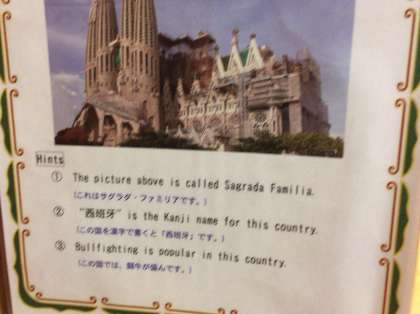 Hints
① The picture above is called Sagrada Familia.
(これはサグラダ・ファミリアです。)
② "西班牙" is the Kanji name for this country.
(この国を漢字で書くと「西班牙」です。)
③ Bullfighting is popular in this country.
(この国では、闘牛が盛んです。)